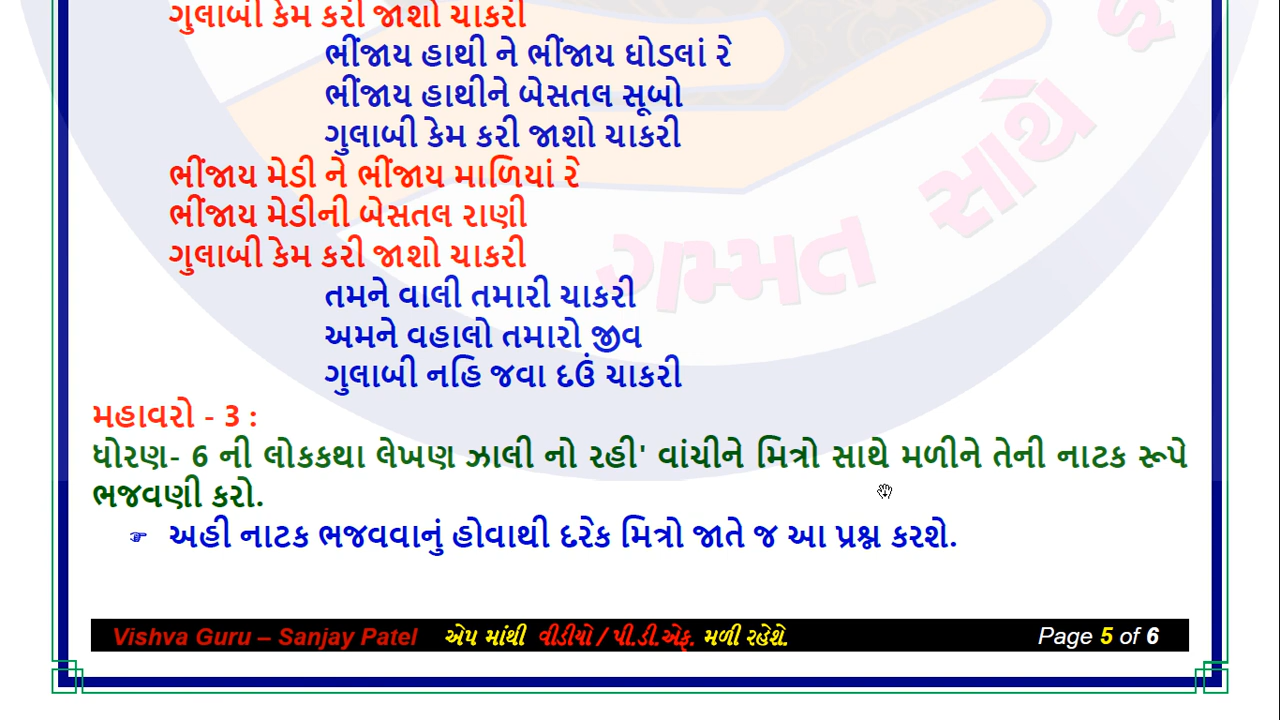 ગુલાબી કેમ કરી જાશો ચાકરી
ભીંજાય હાથી ને ભીંજાય ઘોડલાં રે
ભીંજાય હાથીને બેસતલ સૂબો
ગુલાબી કેમ કરી જાશો ચાકરી
ભીંજાય મેડી ને ભીંજાય માળિયાં રે
ભીંજાય મેડીની બેસતલ રાણી
ગુલાબી કેમ કરી જાશો ચાકરી
તમને વાલી તમારી ચાકરી
અમને વહાલો તમારો જીવ
ગુલાબી નહિ જવા દઉં ચાકરી
મહાવરો - 3 :
ધોરણ- 6 ની લોકકથા લેખણ ઝાલી નો રહી' વાંચીને મિત્રો સાથે મળીને તેની નાટક રૂપે
ભજવણી કરો.
☞ અહી નાટક ભજવવાનું હોવાથી દરેક મિત્રો જાતે જ આ પ્રશ્ન કરશે.
Vishva Guru – Sanjay Patel એપ માંથી વીડીયો / પી.ડી.એફ. મળી રહેશે. Page 5 of 6
ગમ્મત સાથે